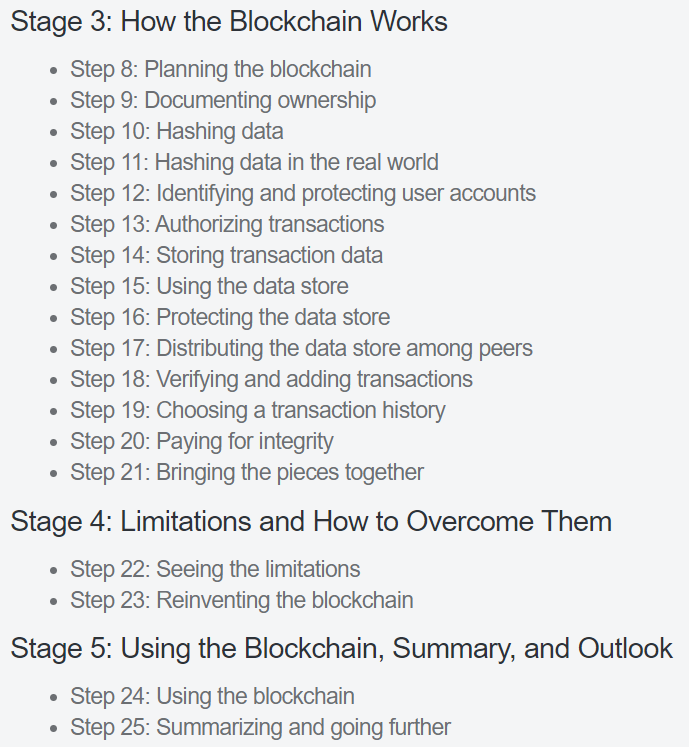 Stage 3: How the Blockchain Works
Step 8: Planning the blockchain
Step 9: Documenting ownership
Step 10: Hashing data
Step 11: Hashing data in the real world
Step 12: Identifying and protecting user accounts
Step 13: Authorizing transactions
Step 14: Storing transaction data
Step 15: Using the data store
Step 16: Protecting the data store
Step 17: Distributing the data store among peers
Step 18: Verifying and adding transactions
Step 19: Choosing a transaction history
Step 20: Paying for integrity
Step 21: Bringing the pieces together
Stage 4: Limitations and How to Overcome Them
Step 22: Seeing the limitations
Step 23: Reinventing the blockchain
Stage 5: Using the Blockchain, Summary, and Outlook
Step 24: Using the blockchain
Step 25: Summarizing and going further